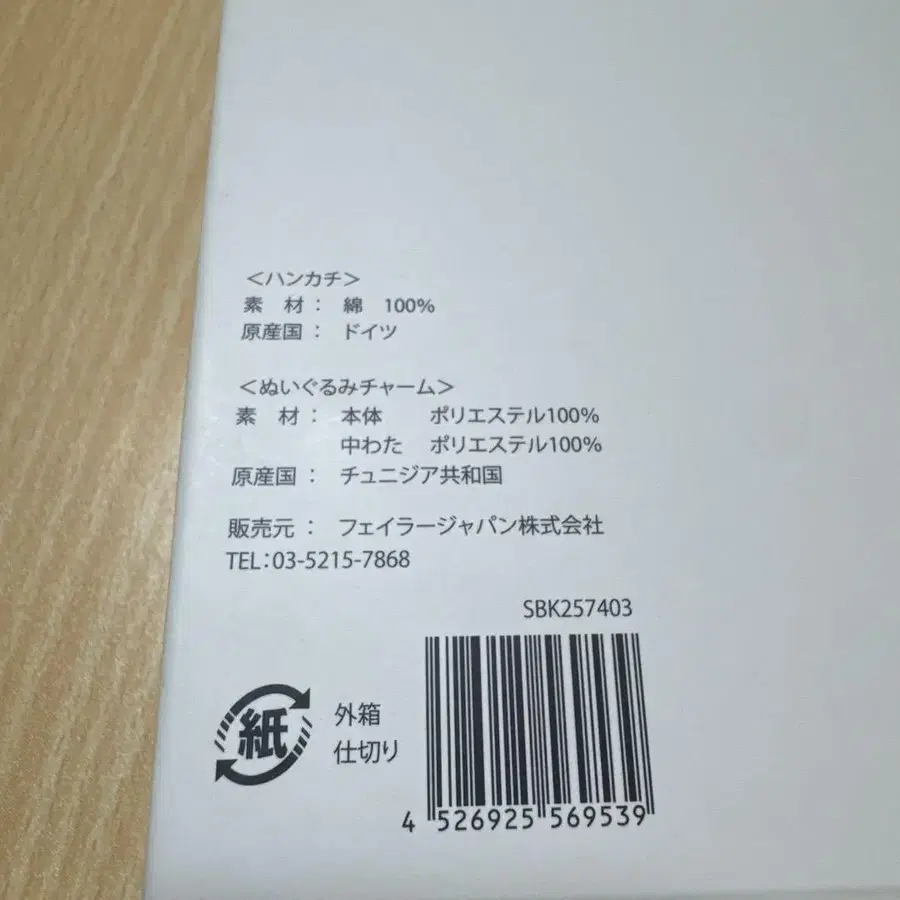 ＜ハンカチ＞
素　材： 綿　100%
原産国： ドイツ
＜ぬいぐるみチャーム＞
素　材： 本体　ポリエステル100%
中わた　ポリエステル100%
原産国： チュニジア共和国
販売元： フェイラージャパン株式会社
TEL：03-5215-7868
SBK257403
紙
外箱
仕切り
4 526925 569539